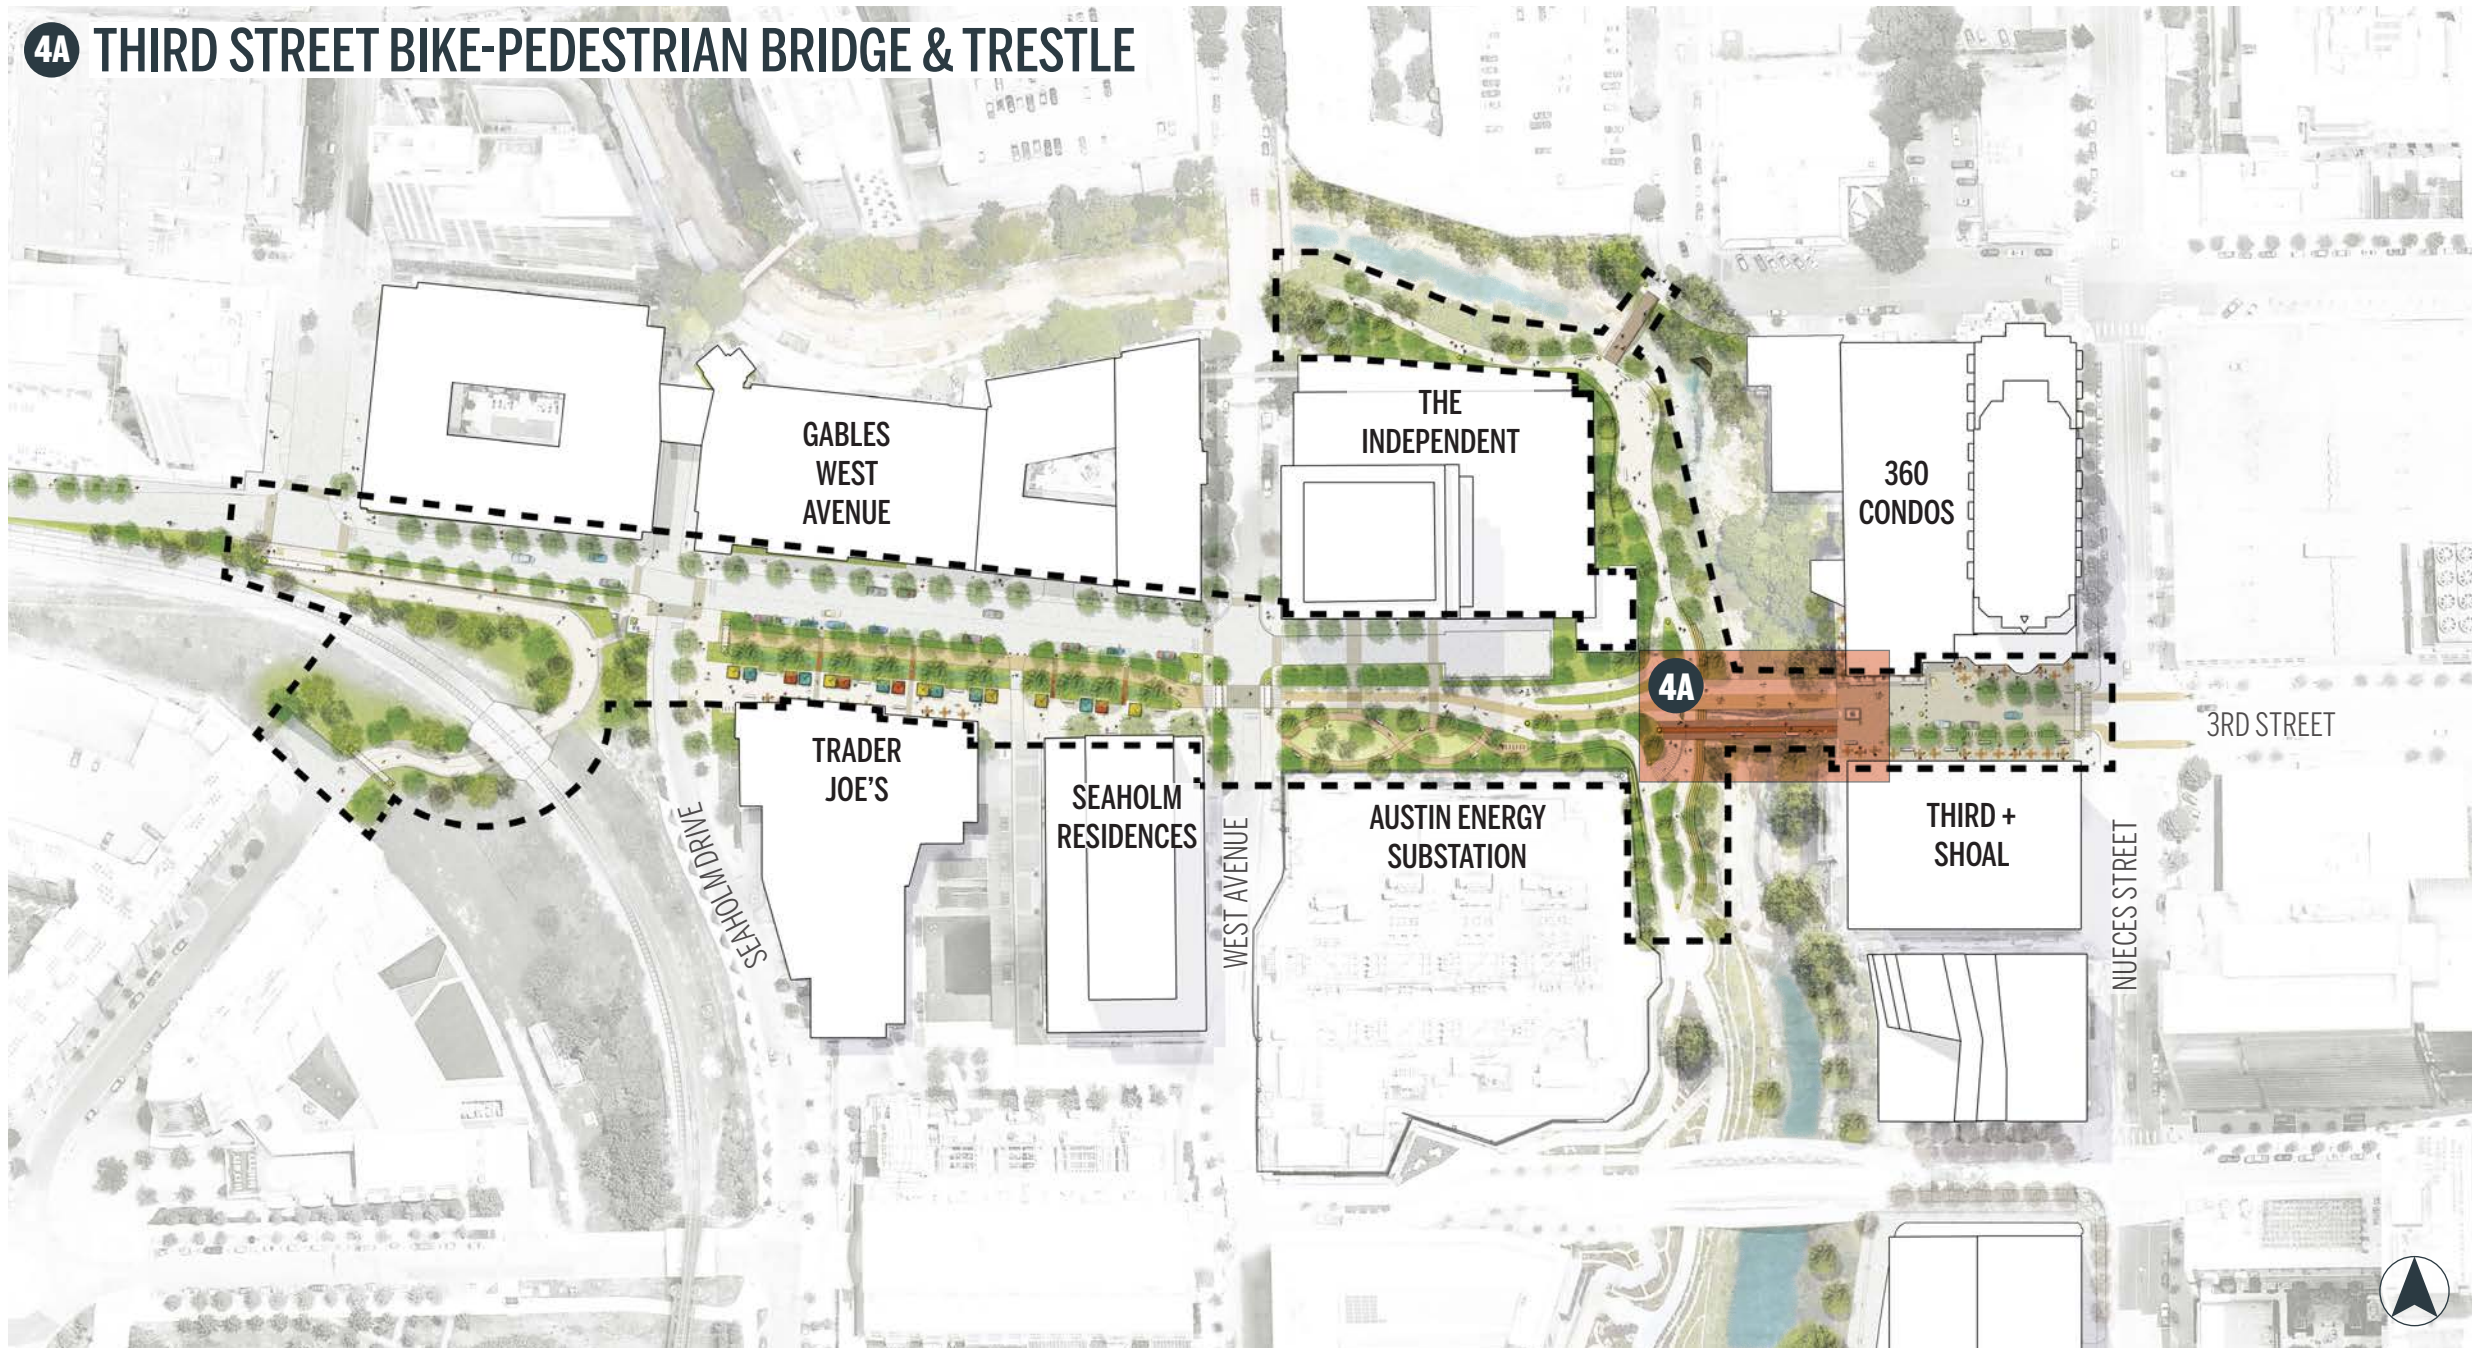 4A THIRD STREET BIKE-PEDESTRIAN BRIDGE & TRESTLE
GABLES
WEST
AVENUE
THE
INDEPENDENT
360
CONDOS
4A
3RD STREET
TRADER
JOE'S
SEAHOLM
RESIDENCES
AUSTIN ENERGY
SUBSTATION
THIRD +
SHOAL
SEAHOLM DRIVE
WEST AVENUE
NUECES STREET